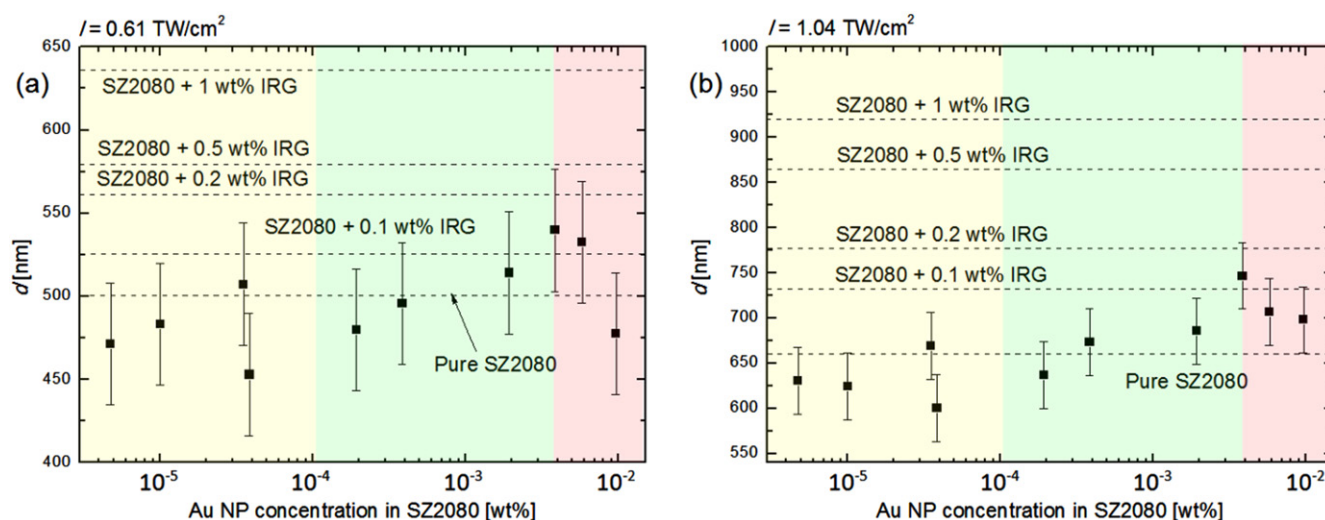 I = 0.61 TW/cm²
(a)
650
600
550
500
450
400
d[nm]
SZ2080 + 1 wt% IRG
SZ2080 + 0.5 wt% IRG
SZ2080 + 0.2 wt% IRG
SZ2080 + 0.1 wt% IRG
Pure SZ2080
10⁻⁵ 10⁻⁴ 10⁻³ 10⁻²
Au NP concentration in SZ2080 [wt%]
I = 1.04 TW/cm²
(b)
1000
950
900
850
800
750
700
650
600
550
d[nm]
SZ2080 + 1 wt% IRG
SZ2080 + 0.5 wt% IRG
SZ2080 + 0.2 wt% IRG
SZ2080 + 0.1 wt% IRG
Pure SZ2080
10⁻⁵ 10⁻⁴ 10⁻³ 10⁻²
Au NP concentration in SZ2080 [wt%]